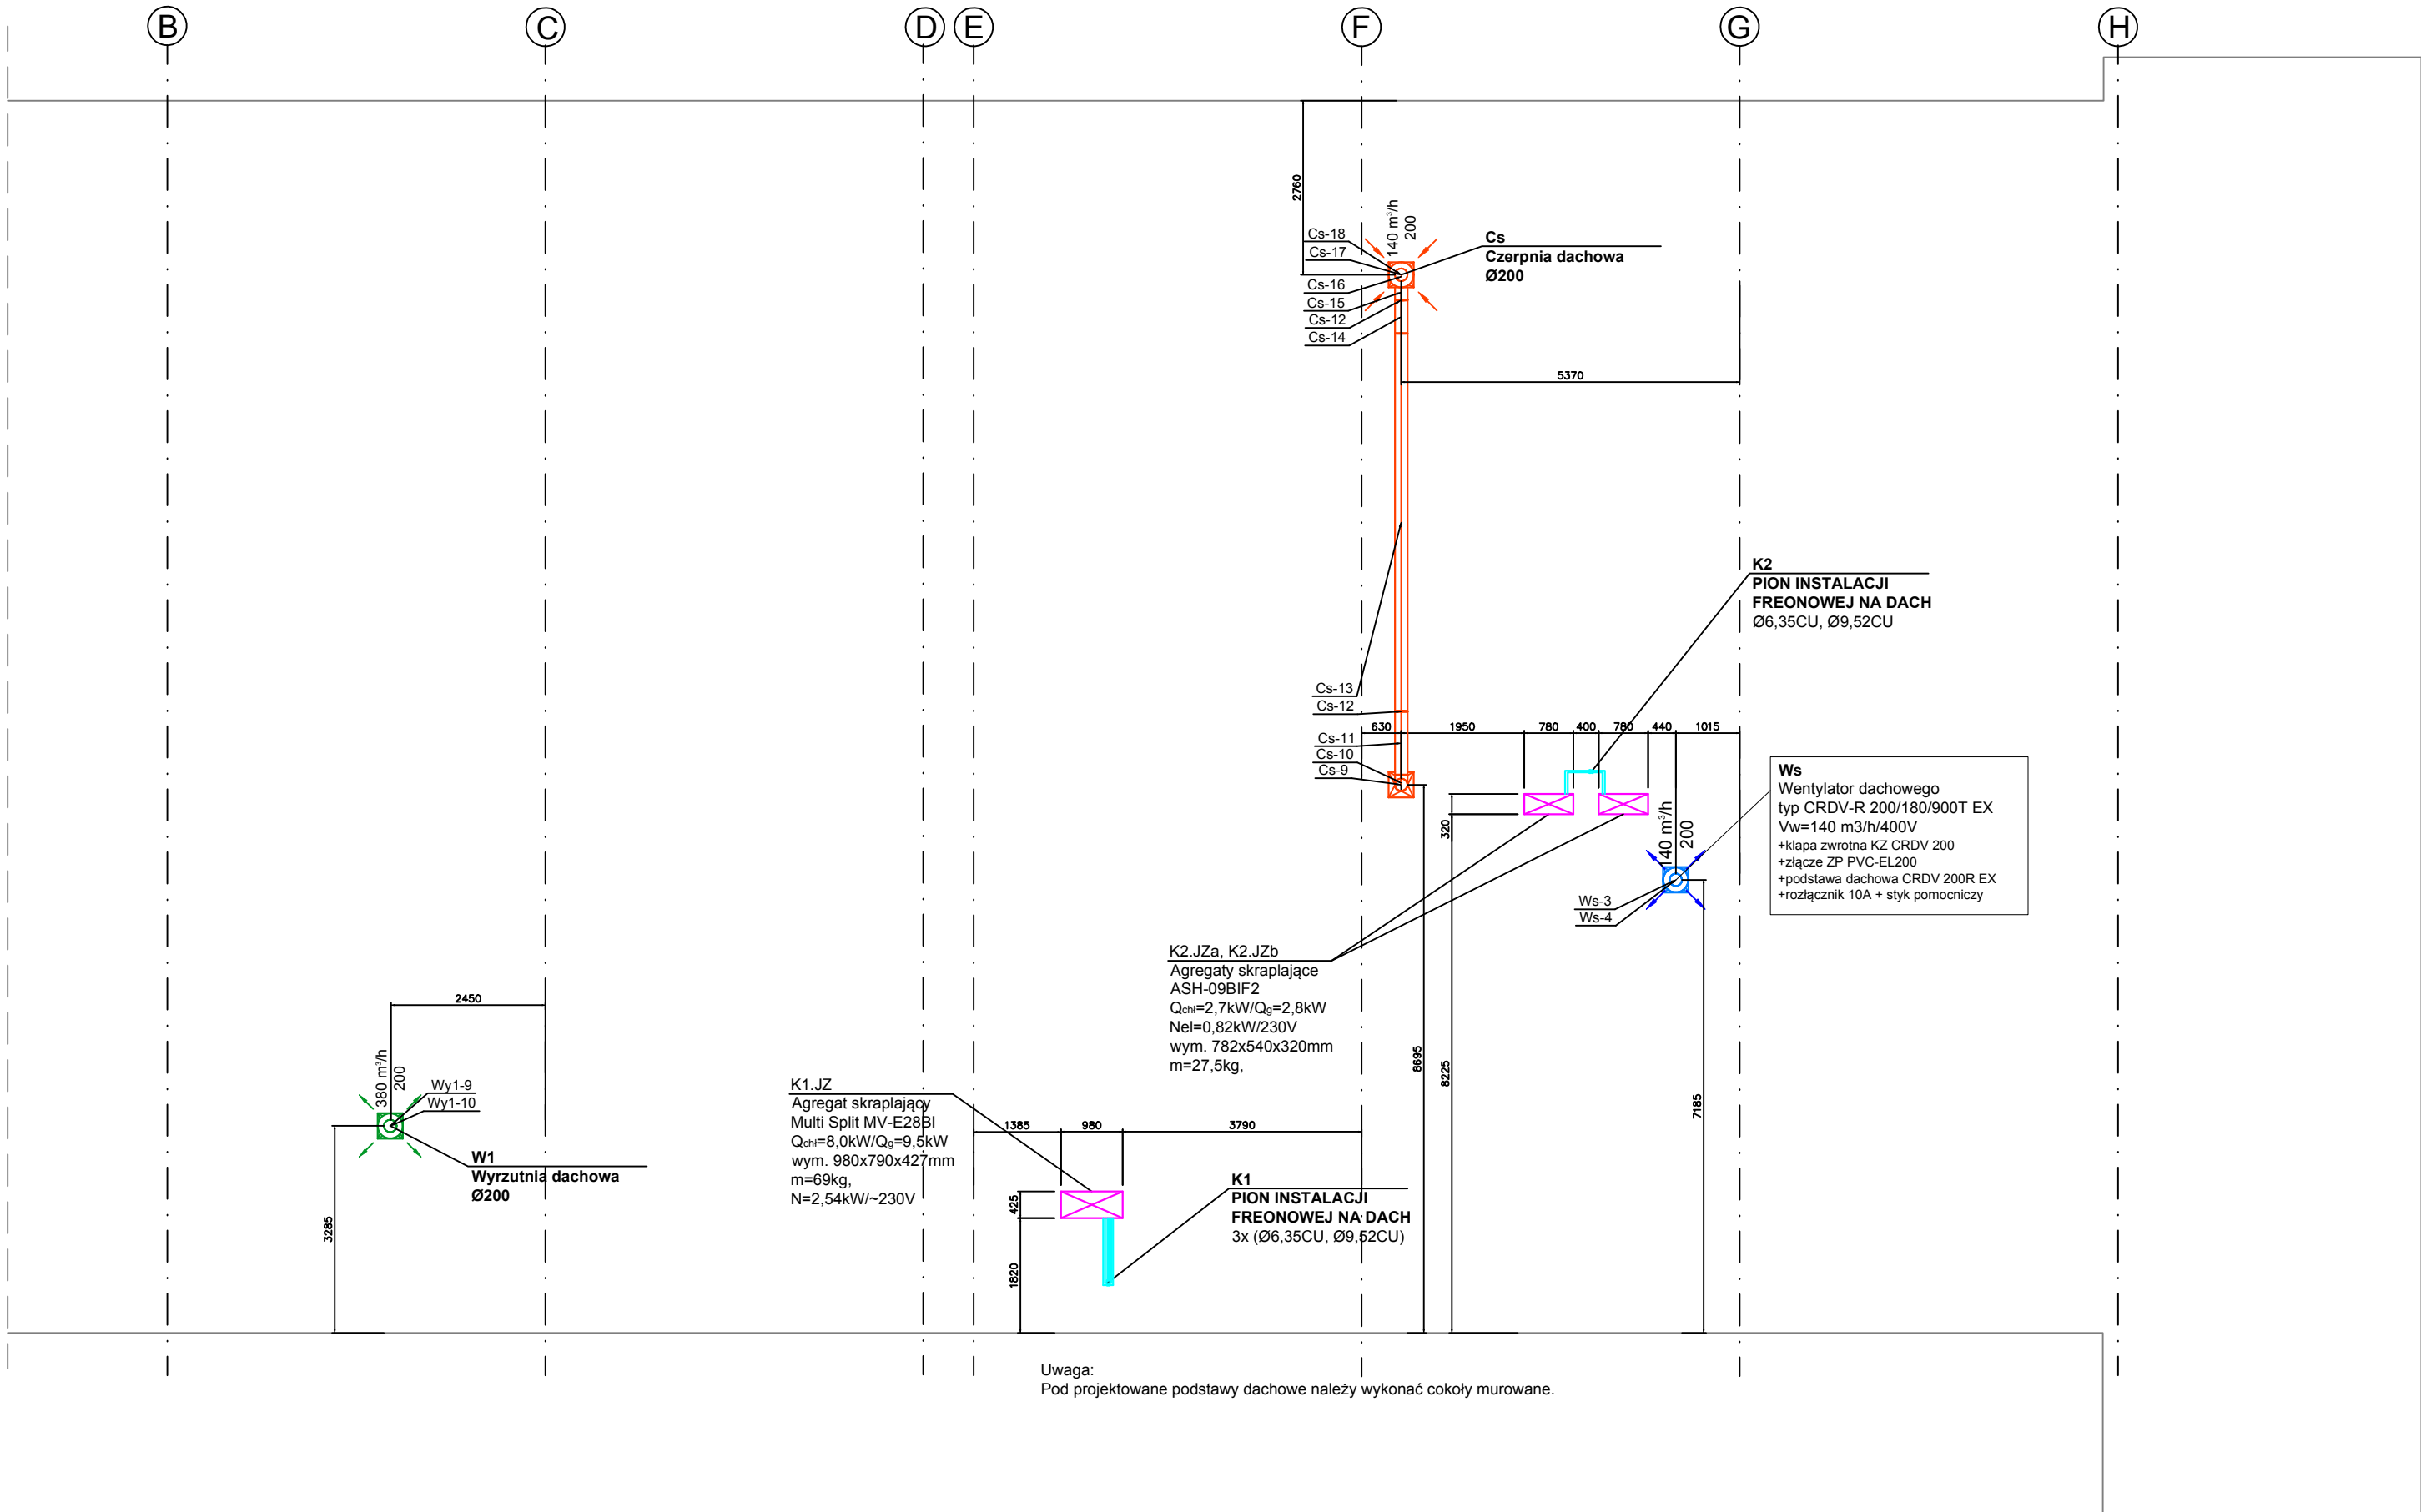 B
C
D
E
F
G
H
2760
140 m³/h
200
Cs-18
Cs-17
Cs-16
Cs-15
Cs-12
Cs-14
Cs
Czerpnia dachowa
Ø200
5370
K2
PION INSTALACJI
FREONOWEJ NA DACH
Ø6,35CU, Ø9,52CU
Cs-13
Cs-12
Cs-11
Cs-10
Cs-9
630
1950
780
400
780
440
1015
320
140 m³/h
200
Ws
Wentylator dachowego
typ CRDV-R 200/180/900T EX
Vw=140 m3/h/400V
+klapa zwrotna KZ CRDV 200
+złącze ZP PVC-EL200
+podstawa dachowa CRDV 200R EX
+rozłącznik 10A + styk pomocniczy
Ws-3
Ws-4
K2.JZa, K2.JZb
Agregaty skraplające
ASH-09BIF2
Qchł=2,7kW/Qg=2,8kW
Nel=0,82kW/230V
wym. 782x540x320mm
m=27,5kg,
8695
8225
7185
2450
380 m³/h
200
Wy1-9
Wy1-10
W1
Wyrzutnia dachowa
Ø200
3285
K1.JZ
Agregat skraplający
Multi Split MV-E28BI
Qchł=8,0kW/Qg=9,5kW
wym. 980x790x427mm
m=69kg,
N=2,54kW/~230V
1385
980
3790
425
1820
K1
PION INSTALACJI
FREONOWEJ NA DACH
3x (Ø6,35CU, Ø9,52CU)
Uwaga:
Pod projektowane podstawy dachowe należy wykonać cokoły murowane.